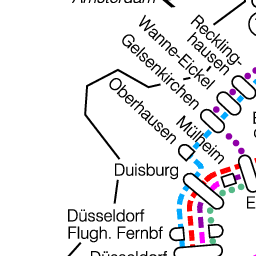 Amsterdam
Reckling-
hausen
Wanne-Eickel
Gelsenkirchen
Oberhausen
Mülheim
Duisburg
E
Düsseldorf
Flugh. Fernbf
Düsseldorf